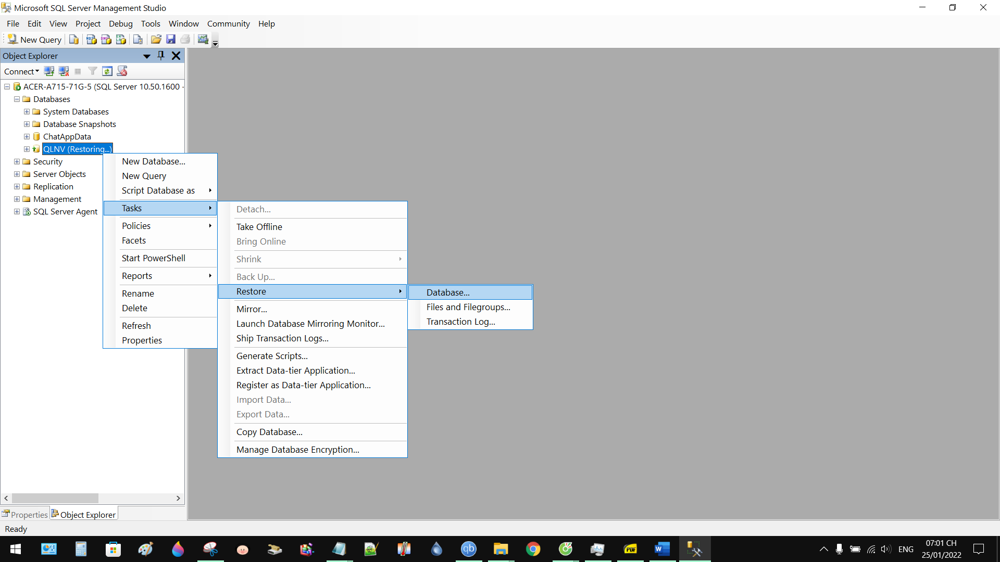 Microsoft SQL Server Management Studio
File Edit View Project Debug Tools Window Community Help
New Query
Object Explorer
Connect
ACER-A715-71G-5 (SQL Server 10.50.1600 -
Databases
System Databases
Database Snapshots
ChatAppData
QLNV (Restoring...)
Security
Server Objects
Replication
Management
SQL Server Agent
New Database...
New Query
Script Database as
Tasks
Policies
Facets
Start PowerShell
Reports
Rename
Delete
Refresh
Properties
Detach...
Take Offline
Bring Online
Shrink
Back Up...
Restore
Mirror...
Launch Database Mirroring Monitor...
Ship Transaction Logs...
Generate Scripts...
Extract Data-tier Application...
Register as Data-tier Application...
Import Data...
Export Data...
Copy Database...
Manage Database Encryption...
Database...
Files and Filegroups...
Transaction Log...
Properties Object Explorer
Ready
qb
PDF
W
ENG
07:01 CH
25/01/2022